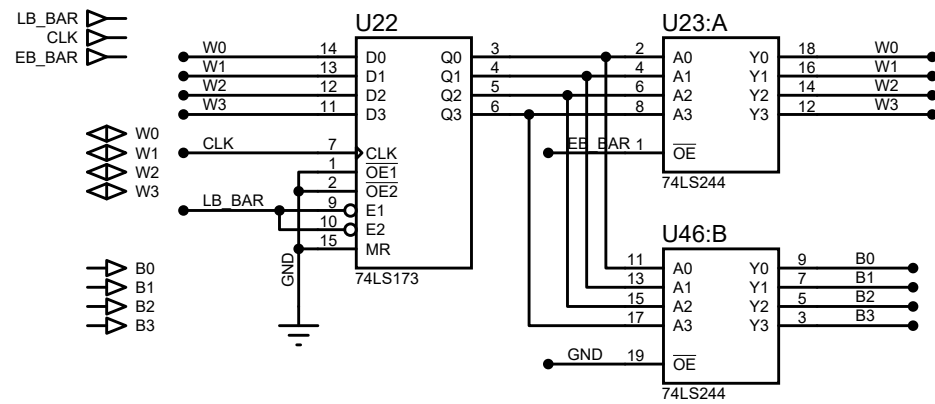 LB_BAR
CLK
EB_BAR
W0
W1
W2
W3
B0
B1
B2
B3
U22
W0 14 D0 Q0 3
W1 13 D1 Q1 4
W2 12 D2 Q2 5
W3 11 D3 Q3 6
CLK 7 CLK
1 OE1
2 OE2
LB_BAR 9 E1
10 E2
15 MR
GND
74LS173
U23:A
2 A0 Y0 18 W0
4 A1 Y1 16 W1
6 A2 Y2 14 W2
8 A3 Y3 12 W3
EB_BAR 1 OE
74LS244
U46:B
11 A0 Y0 9 B0
13 A1 Y1 7 B1
15 A2 Y2 5 B2
17 A3 Y3 3 B3
GND 19 OE
74LS244